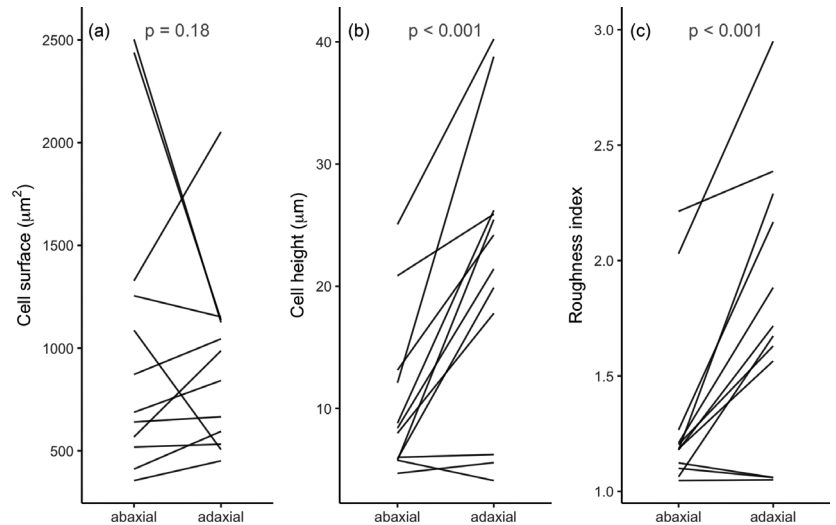 (a)
p = 0.18
Cell surface (μm²)
2500
2000
1500
1000
500
abaxial
adaxial
(b)
p < 0.001
Cell height (μm)
40
30
20
10
abaxial
adaxial
(c)
p < 0.001
Roughness index
3.0
2.5
2.0
1.5
1.0
abaxial
adaxial